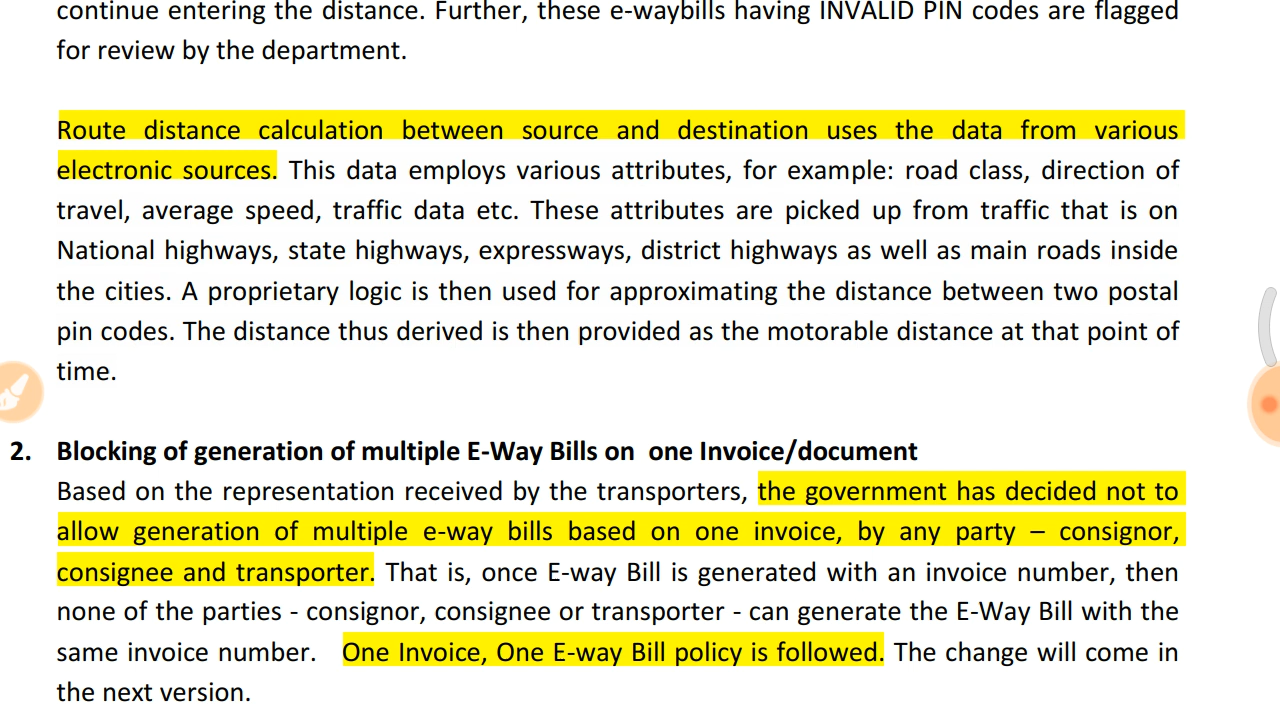 continue entering the distance. Further, these e-waybills having INVALID PIN codes are flagged
for review by the department.
Route distance calculation between source and destination uses the data from various
electronic sources. This data employs various attributes, for example: road class, direction of
travel, average speed, traffic data etc. These attributes are picked up from traffic that is on
National highways, state highways, expressways, district highways as well as main roads inside
the cities. A proprietary logic is then used for approximating the distance between two postal
pin codes. The distance thus derived is then provided as the motorable distance at that point of
time.
2. Blocking of generation of multiple E-Way Bills on one Invoice/document
Based on the representation received by the transporters, the government has decided not to
allow generation of multiple e-way bills based on one invoice, by any party – consignor,
consignee and transporter. That is, once E-way Bill is generated with an invoice number, then
none of the parties - consignor, consignee or transporter - can generate the E-Way Bill with the
same invoice number. One Invoice, One E-way Bill policy is followed. The change will come in
the next version.